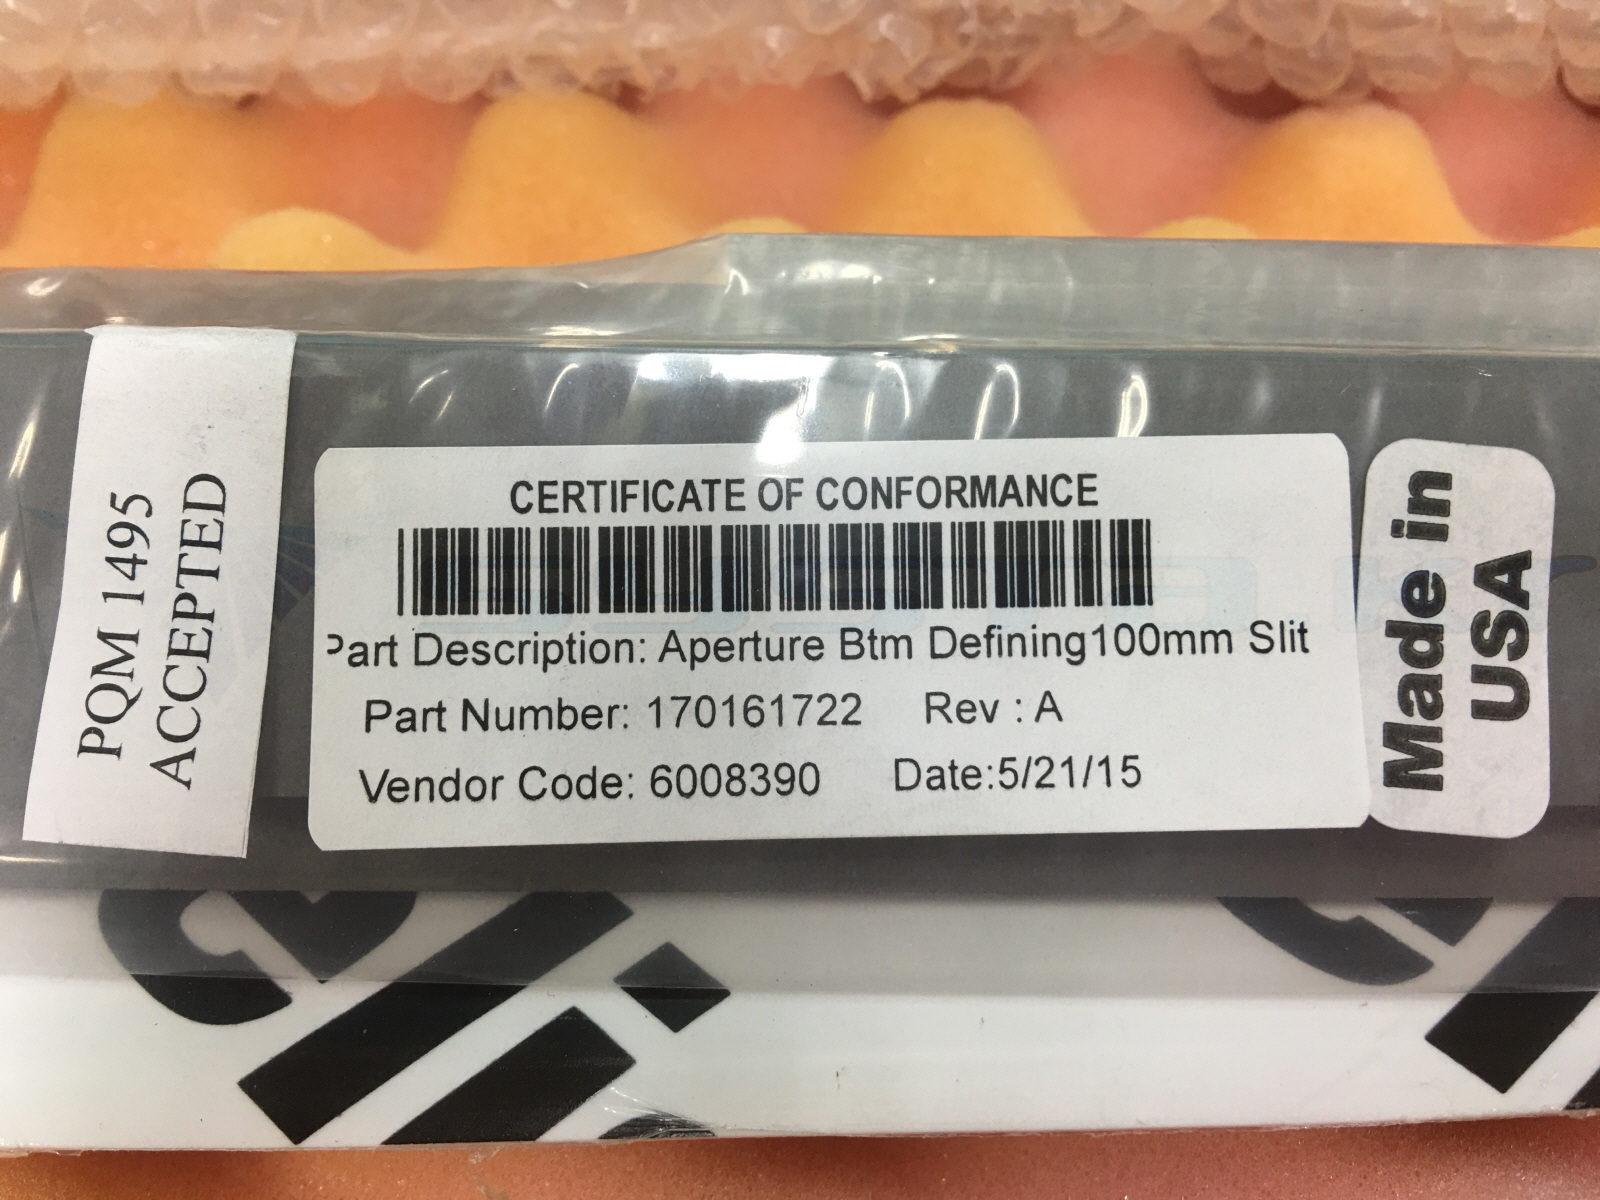 PQM 1495
ACCEPTED
CERTIFICATE OF CONFORMANCE
Part Description: Aperture Btm Defining100mm Slit
Part Number: 170161722 Rev : A
Vendor Code: 6008390 Date:5/21/15
Made in
USA